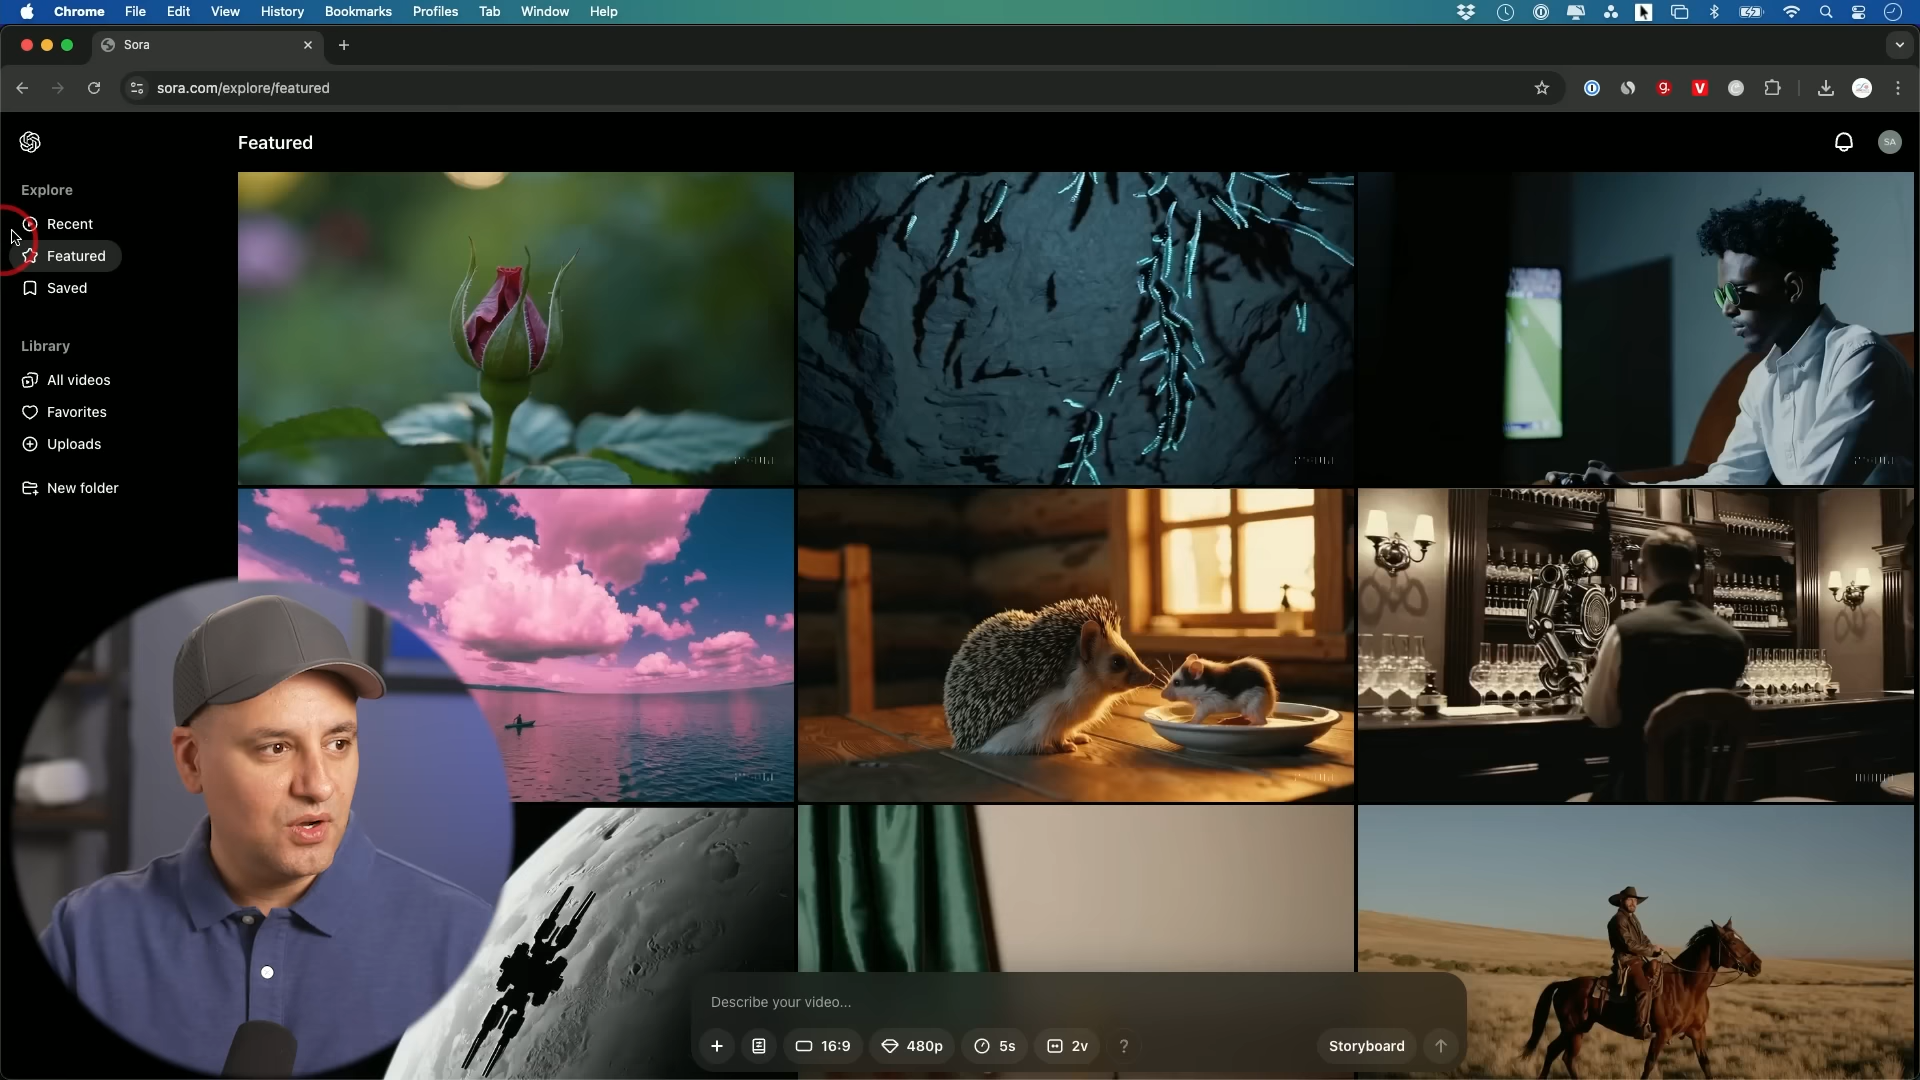 Chrome File Edit View History Bookmarks Profiles Tab Window Help
Sora
sora.com/explore/featured
Featured
SA
Explore
Recent
Featured
Saved
Library
All videos
Favorites
Uploads
New folder
Describe your video...
16:9 480p 5s 2v ? Storyboard